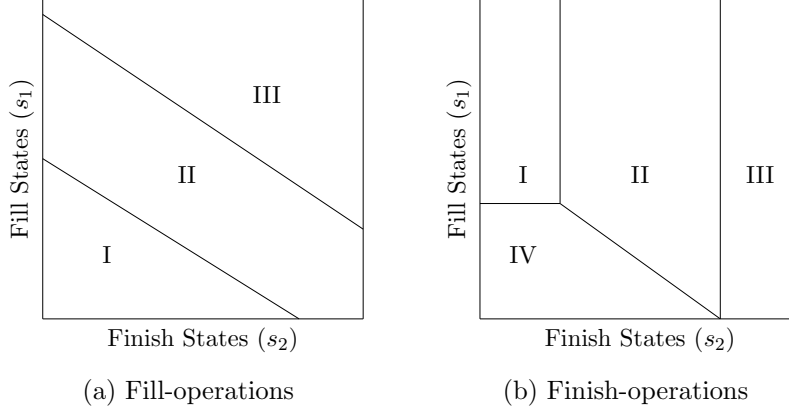 Fill States (s₁)
III
II
I
Finish States (s₂)
(a) Fill-operations
Fill States (s₁)
I
II
III
IV
Finish States (s₂)
(b) Finish-operations